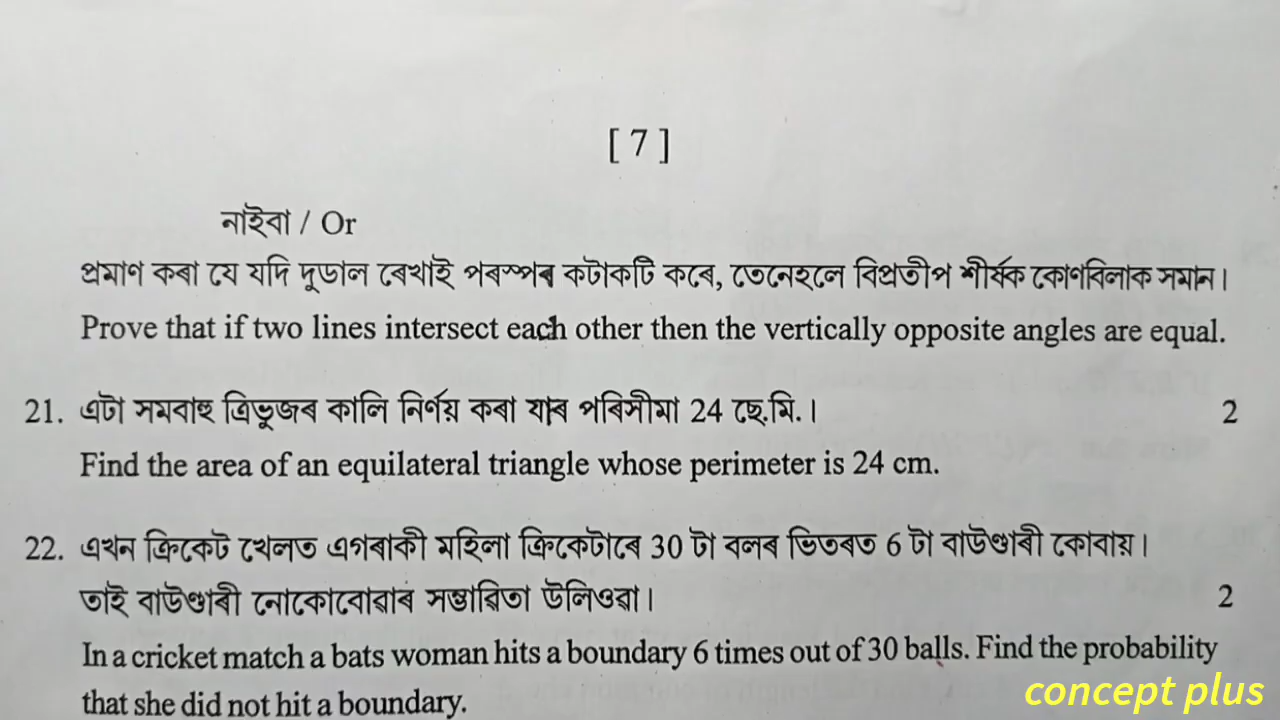 [ 7 ]
নাইবা / Or
প্ৰমাণ কৰা যে যদি দূডাল ৰেখাই পৰস্পৰ কটাকটি কৰে, তেনেহলে বিপ্ৰতীপ শীৰ্ষক কোণবিলাক সমান।
Prove that if two lines intersect each other then the vertically opposite angles are equal.
21. এটা সমবাহু ত্ৰিভূজৰ কালি নিৰ্ণয় কৰা যাৰ পৰিসীমা 24 ছে.মি.। 2
Find the area of an equilateral triangle whose perimeter is 24 cm.
22. এখন ক্ৰিকেট খেলত এগৰাকী মহিলা ক্ৰিকেটাৰে 30 টা বলৰ ভিতৰত 6 টা বাউণ্ডাৰী কোবায়।
তাই বাউণ্ডাৰী নোকোবোৱাৰ সম্ভাৱিতা উলিওৱা। 2
In a cricket match a bats woman hits a boundary 6 times out of 30 balls. Find the probability
that she did not hit a boundary.
concept plus